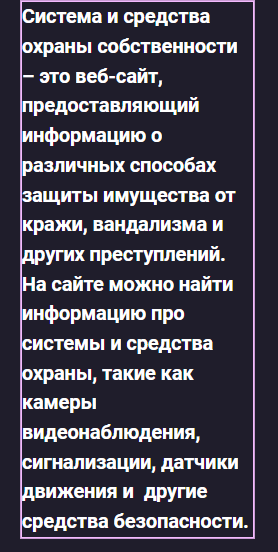 Система и средства
охраны собственности
– это веб-сайт,
предоставляющий
информацию о
различных способах
защиты имущества от
кражи, вандализма и
других преступлений.
На сайте можно найти
информацию про
системы и средства
охраны, такие как
камеры
видеонаблюдения,
сигнализации, датчики
движения и  другие
средства безопасности.